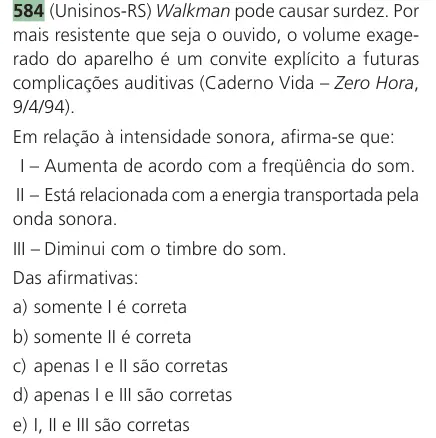 584 (Unisinos-RS) Walkman pode causar surdez. Por
mais resistente que seja o ouvido, o volume exage-
rado do aparelho é um convite explícito a futuras
complicações auditivas (Caderno Vida – Zero Hora,
9/4/94).
Em relação à intensidade sonora, afirma-se que:
I – Aumenta de acordo com a freqüência do som.
II – Está relacionada com a energia transportada pela
onda sonora.
III – Diminui com o timbre do som.
Das afirmativas:
a) somente I é correta
b) somente II é correta
c) apenas I e II são corretas
d) apenas I e III são corretas
e) I, II e III são corretas